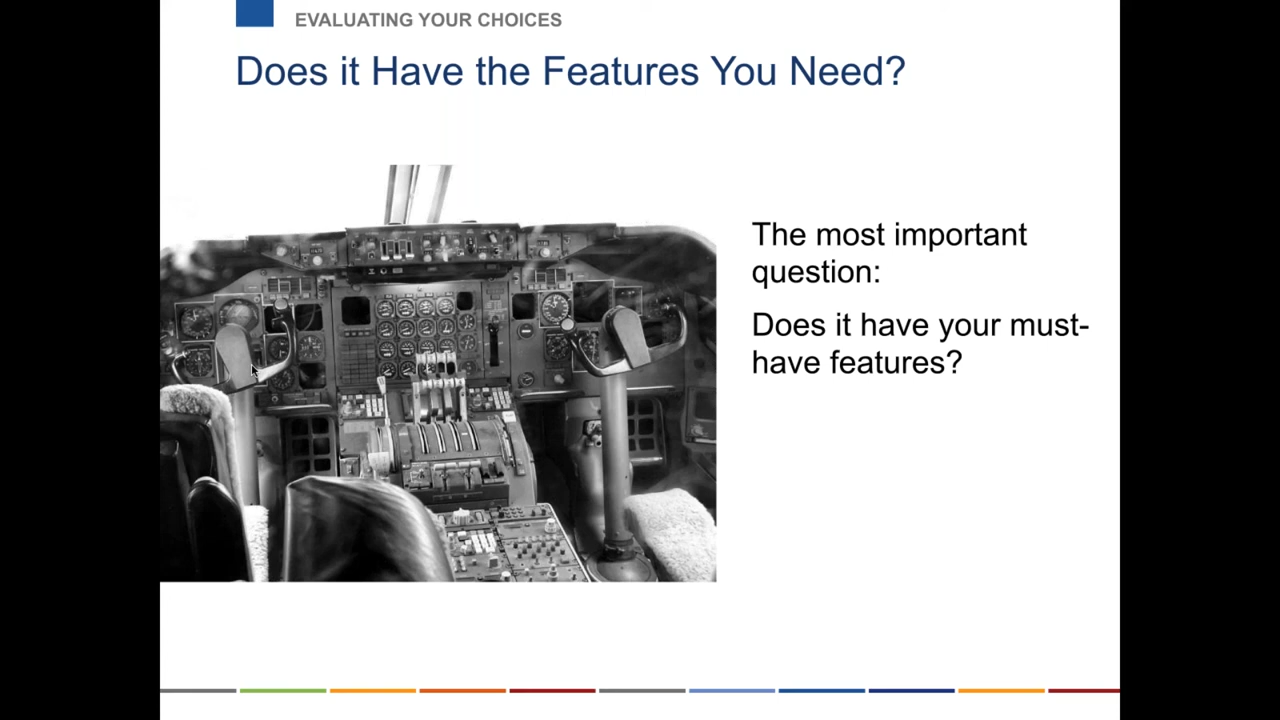 EVALUATING YOUR CHOICES
Does it Have the Features You Need?
The most important
question:
Does it have your must-
have features?